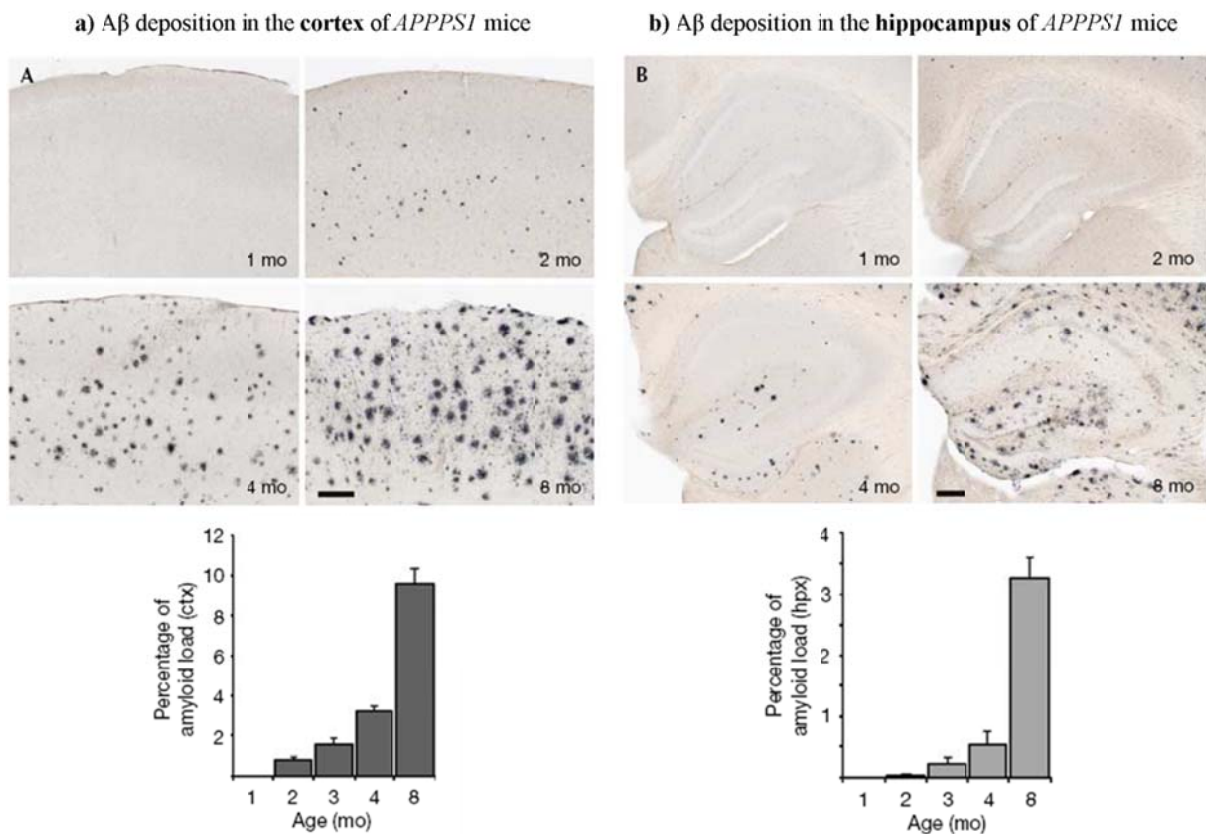 a) Aβ deposition in the cortex of APPPS1 mice
b) Aβ deposition in the hippocampus of APPPS1 mice
A
1 mo
2 mo
4 mo
8 mo
B
1 mo
2 mo
4 mo
8 mo
Percentage of
amyloid load (ctx)
12
10
8
6
4
2
1 2 3 4 8
Age (mo)
Percentage of
amyloid load (hpx)
4
3
2
1
1 2 3 4 8
Age (mo)